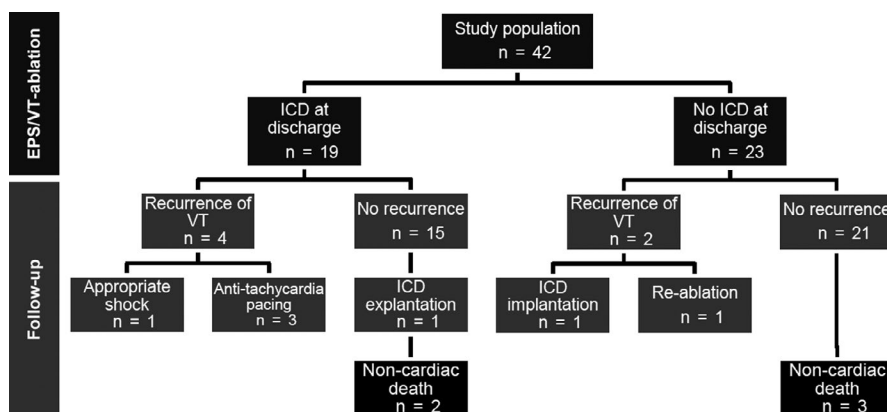 EPS/VT-ablation
Study population
n = 42
ICD at
discharge
n = 19
No ICD at
discharge
n = 23
Follow-up
Recurrence of
VT
n = 4
No recurrence
n = 15
Recurrence of
VT
n = 2
No recurrence
n = 21
Appropriate
shock
n = 1
Anti-tachycardia
pacing
n = 3
ICD
explantation
n = 1
ICD
implantation
n = 1
Re-ablation
n = 1
Non-cardiac
death
n = 2
Non-cardiac
death
n = 3